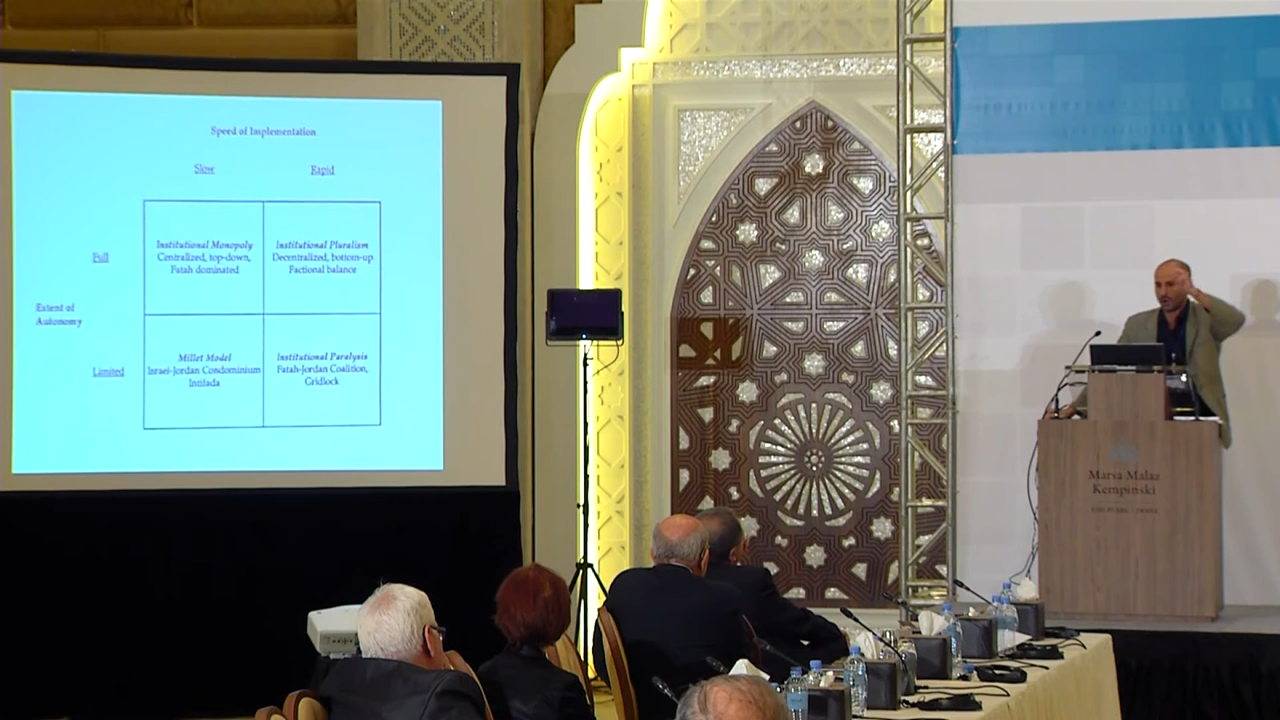 Speed of Implementation
Slow
Rapid
Full
Institutional Monopoly
Centralized, top-down,
Fatah dominated
Institutional Pluralism
Decentralized, bottom-up
Factional balance
Extent of
Autonomy
Limited
Millet Model
Israel-Jordan Condominium
Intifada
Institutional Paralysis
Fatah-Jordan Coalition,
Gridlock
Marsa Malaz
Kempinski